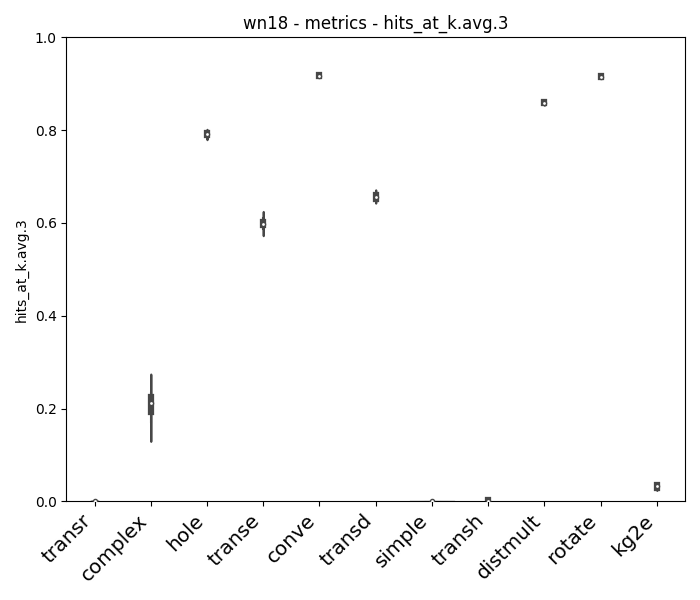 wn18 - metrics - hits_at_k.avg.3
hits_at_k.avg.3
1.0
0.8
0.6
0.4
0.2
0.0
transr
complex
hole
transe
conve
transd
simple
transh
distmult
rotate
kg2e